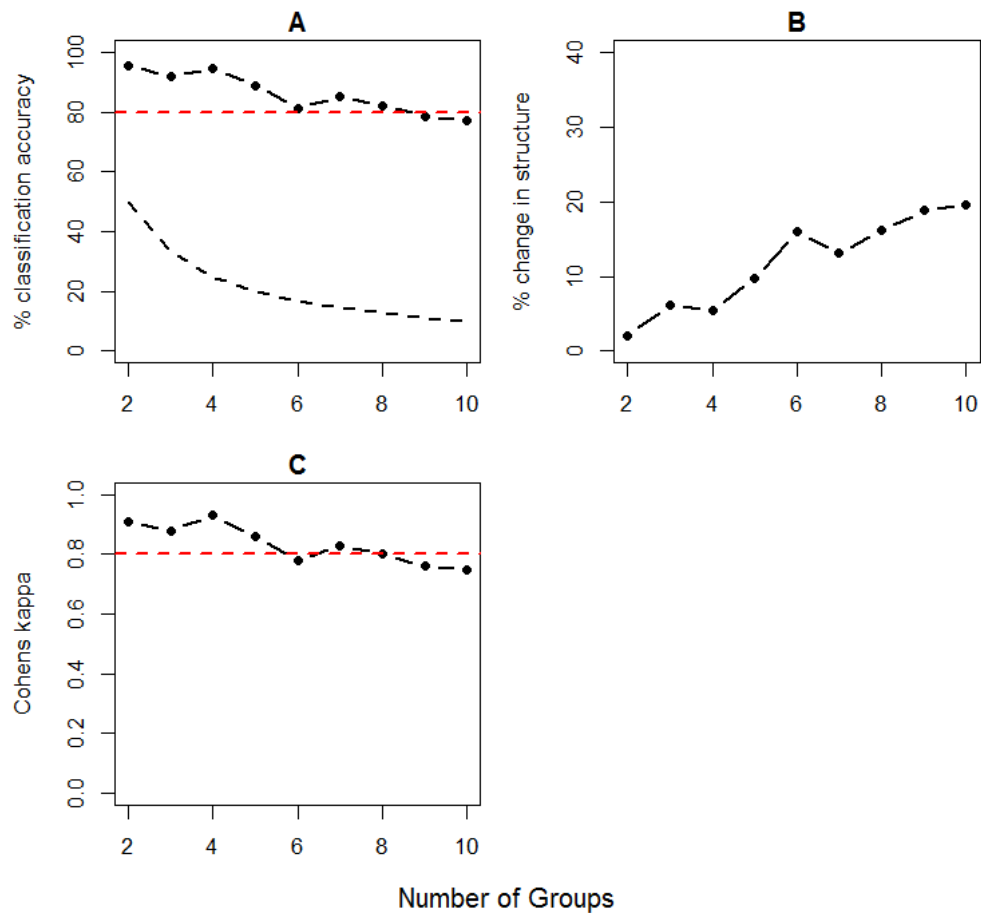 A
% classification accuracy
100
80
60
40
20
0
2 4 6 8 10
B
% change in structure
40
30
20
10
0
2 4 6 8 10
C
Cohens kappa
1.0
0.8
0.6
0.4
0.2
0.0
2 4 6 8 10
Number of Groups